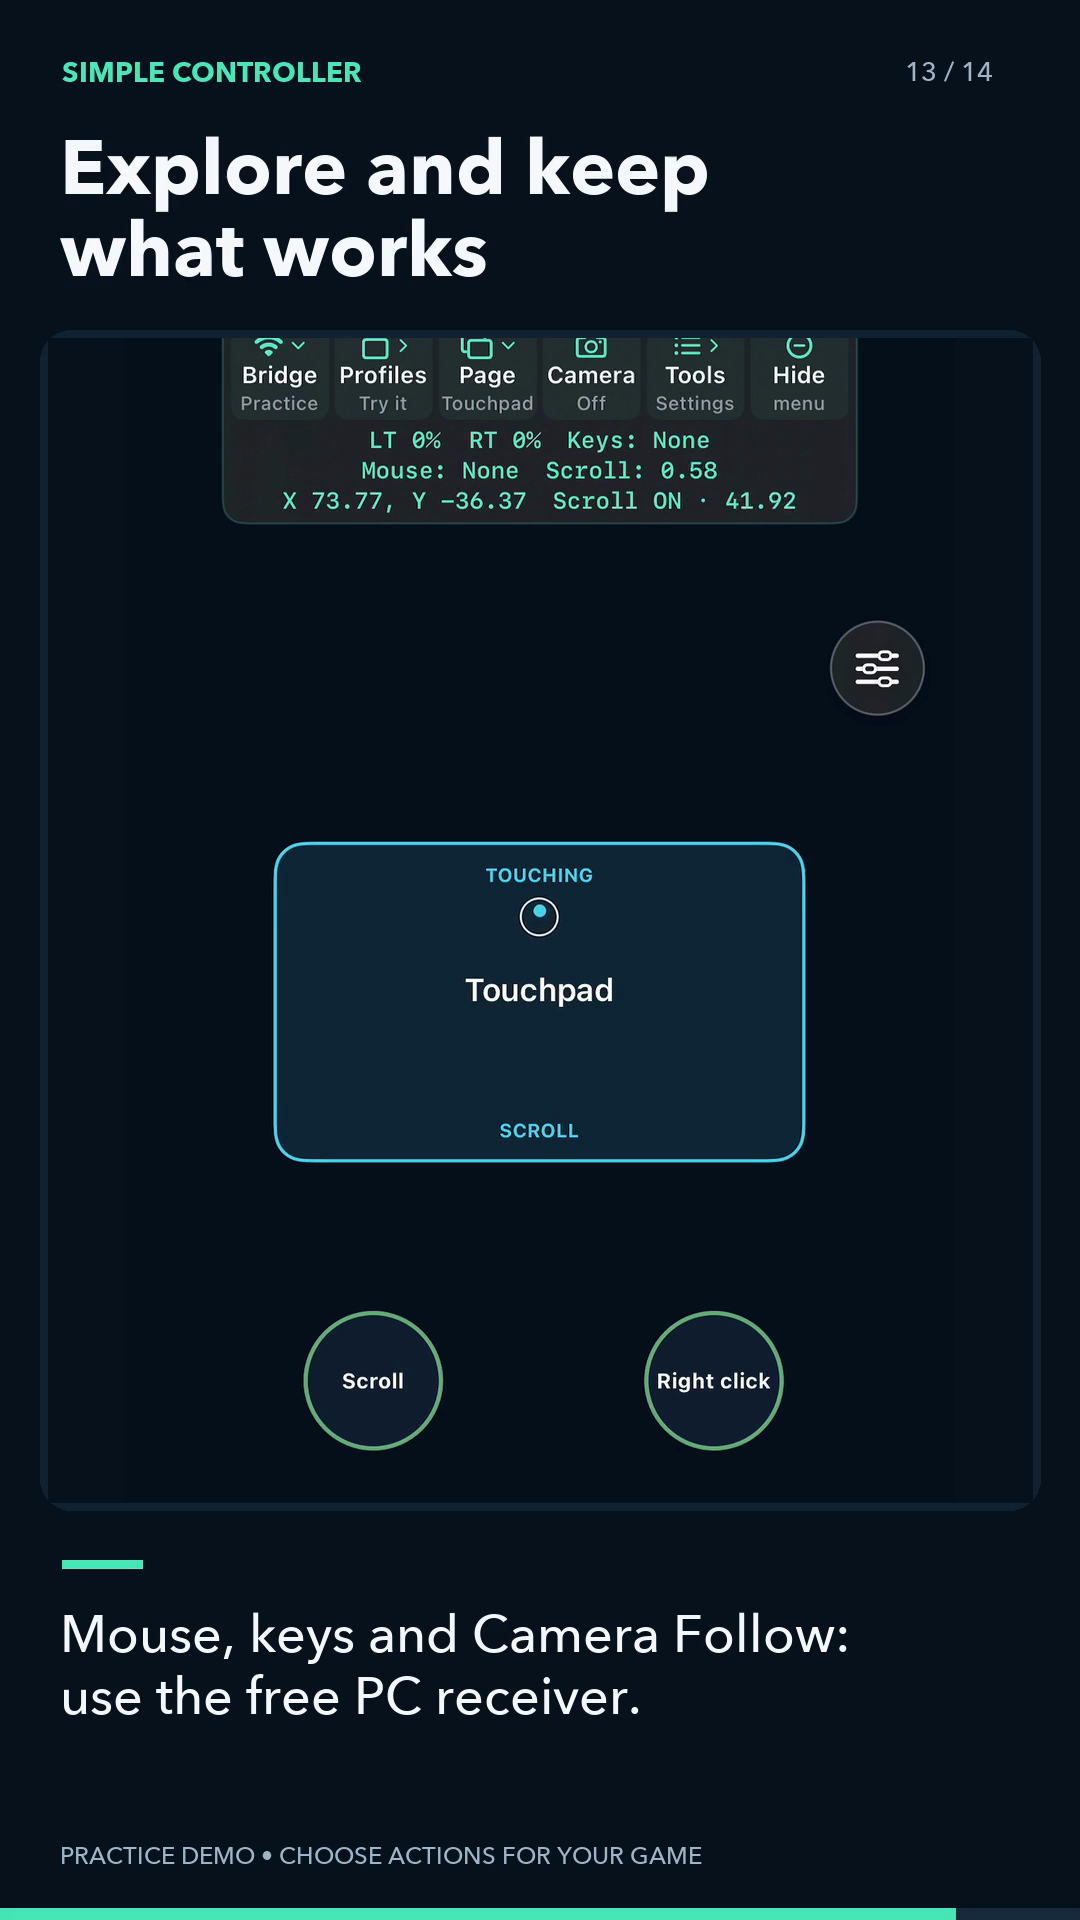 SIMPLE CONTROLLER
13 / 14
Explore and keep
what works
Bridge Profiles Page Camera Tools Hide
Practice Try it Touchpad Off Settings menu
LT 0% RT 0% Keys: None
Mouse: None Scroll: 0.58
X 73.77, Y −36.37 Scroll ON · 41.92
TOUCHING
Touchpad
SCROLL
Scroll
Right click
Mouse, keys and Camera Follow:
use the free PC receiver.
PRACTICE DEMO • CHOOSE ACTIONS FOR YOUR GAME